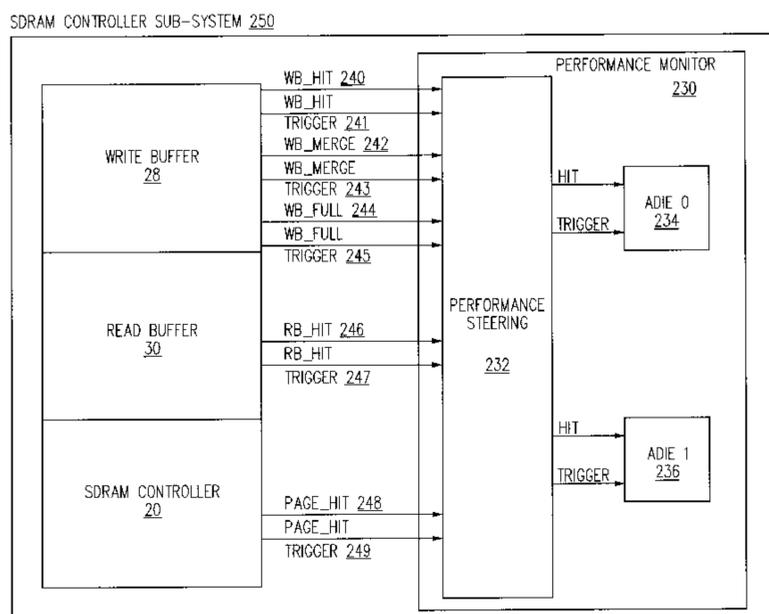 SDRAM CONTROLLER SUB-SYSTEM 250
PERFORMANCE MONITOR
230
WB_HIT 240
WB_HIT
TRIGGER 241
WB_MERGE 242
WB_MERGE
TRIGGER 243
WB_FULL 244
WB_FULL
TRIGGER 245
WRITE BUFFER
28
READ BUFFER
30
RB_HIT 246
RB_HIT
TRIGGER 247
SDRAM CONTROLLER
20
PAGE_HIT 248
PAGE_HIT
TRIGGER 249
PERFORMANCE
STEERING
232
HIT
TRIGGER
ADIE 0
234
HIT
TRIGGER
ADIE 1
236